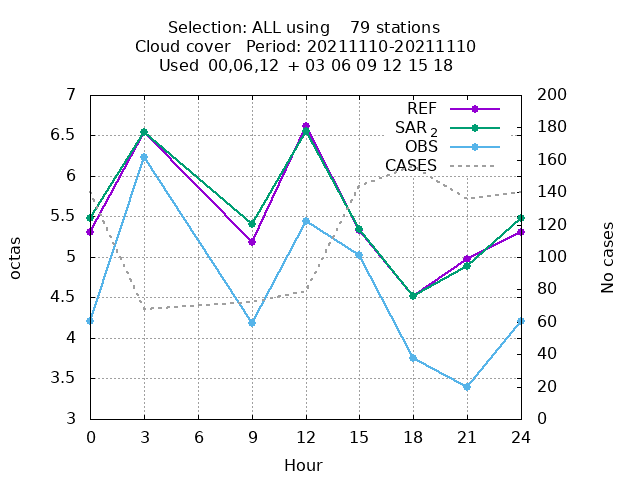 Selection: ALL using    79 stations
Cloud cover   Period: 20211110-20211110
Used  00,06,12  + 03 06 09 12 15 18
REF
SAR 2
OBS
CASES
7
6.5
6
5.5
5
4.5
4
3.5
3
200
180
160
140
120
100
80
60
40
20
0
octas
No cases
0 3 6 9 12 15 18 21 24
Hour